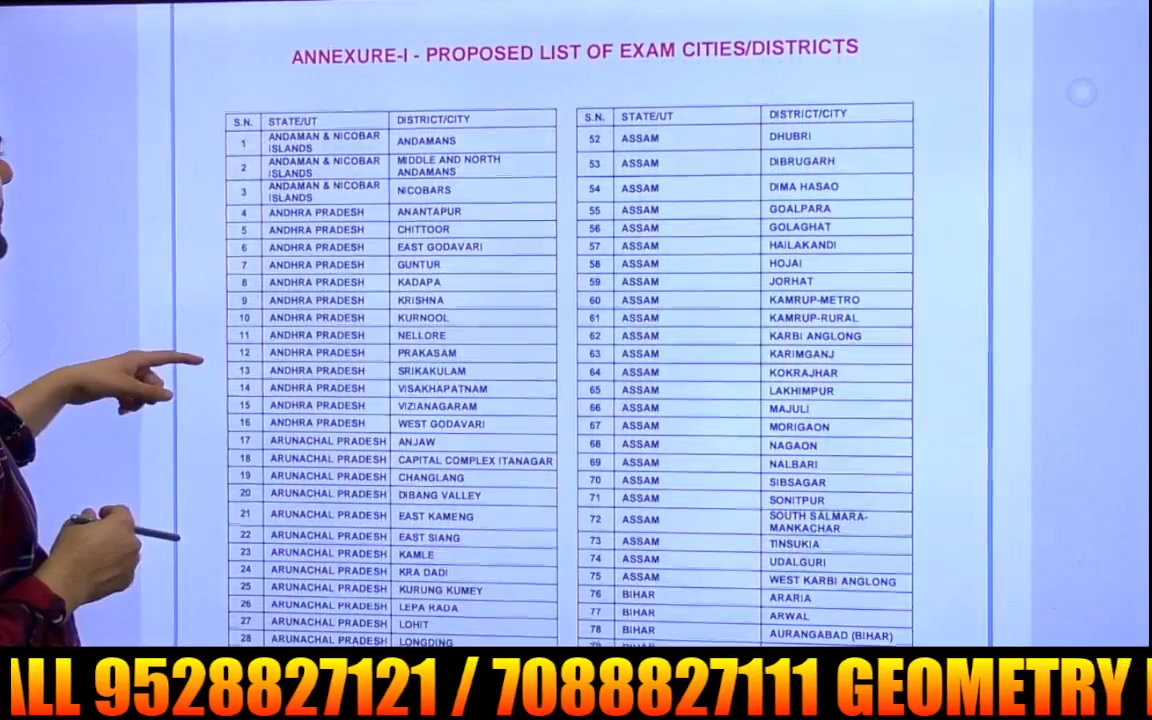 ANNEXURE-I - PROPOSED LIST OF EXAM CITIES/DISTRICTS
S.N. STATE/UT DISTRICT/CITY
1 ANDAMAN & NICOBAR ISLANDS ANDAMANS
2 ANDAMAN & NICOBAR ISLANDS MIDDLE AND NORTH ANDAMANS
3 ANDAMAN & NICOBAR ISLANDS NICOBARS
4 ANDHRA PRADESH ANANTAPUR
5 ANDHRA PRADESH CHITTOOR
6 ANDHRA PRADESH EAST GODAVARI
7 ANDHRA PRADESH GUNTUR
8 ANDHRA PRADESH KADAPA
9 ANDHRA PRADESH KRISHNA
10 ANDHRA PRADESH KURNOOL
11 ANDHRA PRADESH NELLORE
12 ANDHRA PRADESH PRAKASAM
13 ANDHRA PRADESH SRIKAKULAM
14 ANDHRA PRADESH VISAKHAPATNAM
15 ANDHRA PRADESH VIZIANAGARAM
16 ANDHRA PRADESH WEST GODAVARI
17 ARUNACHAL PRADESH ANJAW
18 ARUNACHAL PRADESH CAPITAL COMPLEX ITANAGAR
19 ARUNACHAL PRADESH CHANGLANG
20 ARUNACHAL PRADESH DIBANG VALLEY
21 ARUNACHAL PRADESH EAST KAMENG
22 ARUNACHAL PRADESH EAST SIANG
23 ARUNACHAL PRADESH KAMLE
24 ARUNACHAL PRADESH KRA DADI
25 ARUNACHAL PRADESH KURUNG KUMEY
26 ARUNACHAL PRADESH LEPA RADA
27 ARUNACHAL PRADESH LOHIT
28 ARUNACHAL PRADESH LONGDING
S.N. STATE/UT DISTRICT/CITY
52 ASSAM DHUBRI
53 ASSAM DIBRUGARH
54 ASSAM DIMA HASAO
55 ASSAM GOALPARA
56 ASSAM GOLAGHAT
57 ASSAM HAILAKANDI
58 ASSAM HOJAI
59 ASSAM JORHAT
60 ASSAM KAMRUP-METRO
61 ASSAM KAMRUP-RURAL
62 ASSAM KARBI ANGLONG
63 ASSAM KARIMGANJ
64 ASSAM KOKRAJHAR
65 ASSAM LAKHIMPUR
66 ASSAM MAJULI
67 ASSAM MORIGAON
68 ASSAM NAGAON
69 ASSAM NALBARI
70 ASSAM SIBSAGAR
71 ASSAM SONITPUR
72 ASSAM SOUTH SALMARA-MANKACHAR
73 ASSAM TINSUKIA
74 ASSAM UDALGURI
75 ASSAM WEST KARBI ANGLONG
76 BIHAR ARARIA
77 BIHAR ARWAL
78 BIHAR AURANGABAD (BIHAR)
ALL 9528827121 / 7088827111 GEOMETRY